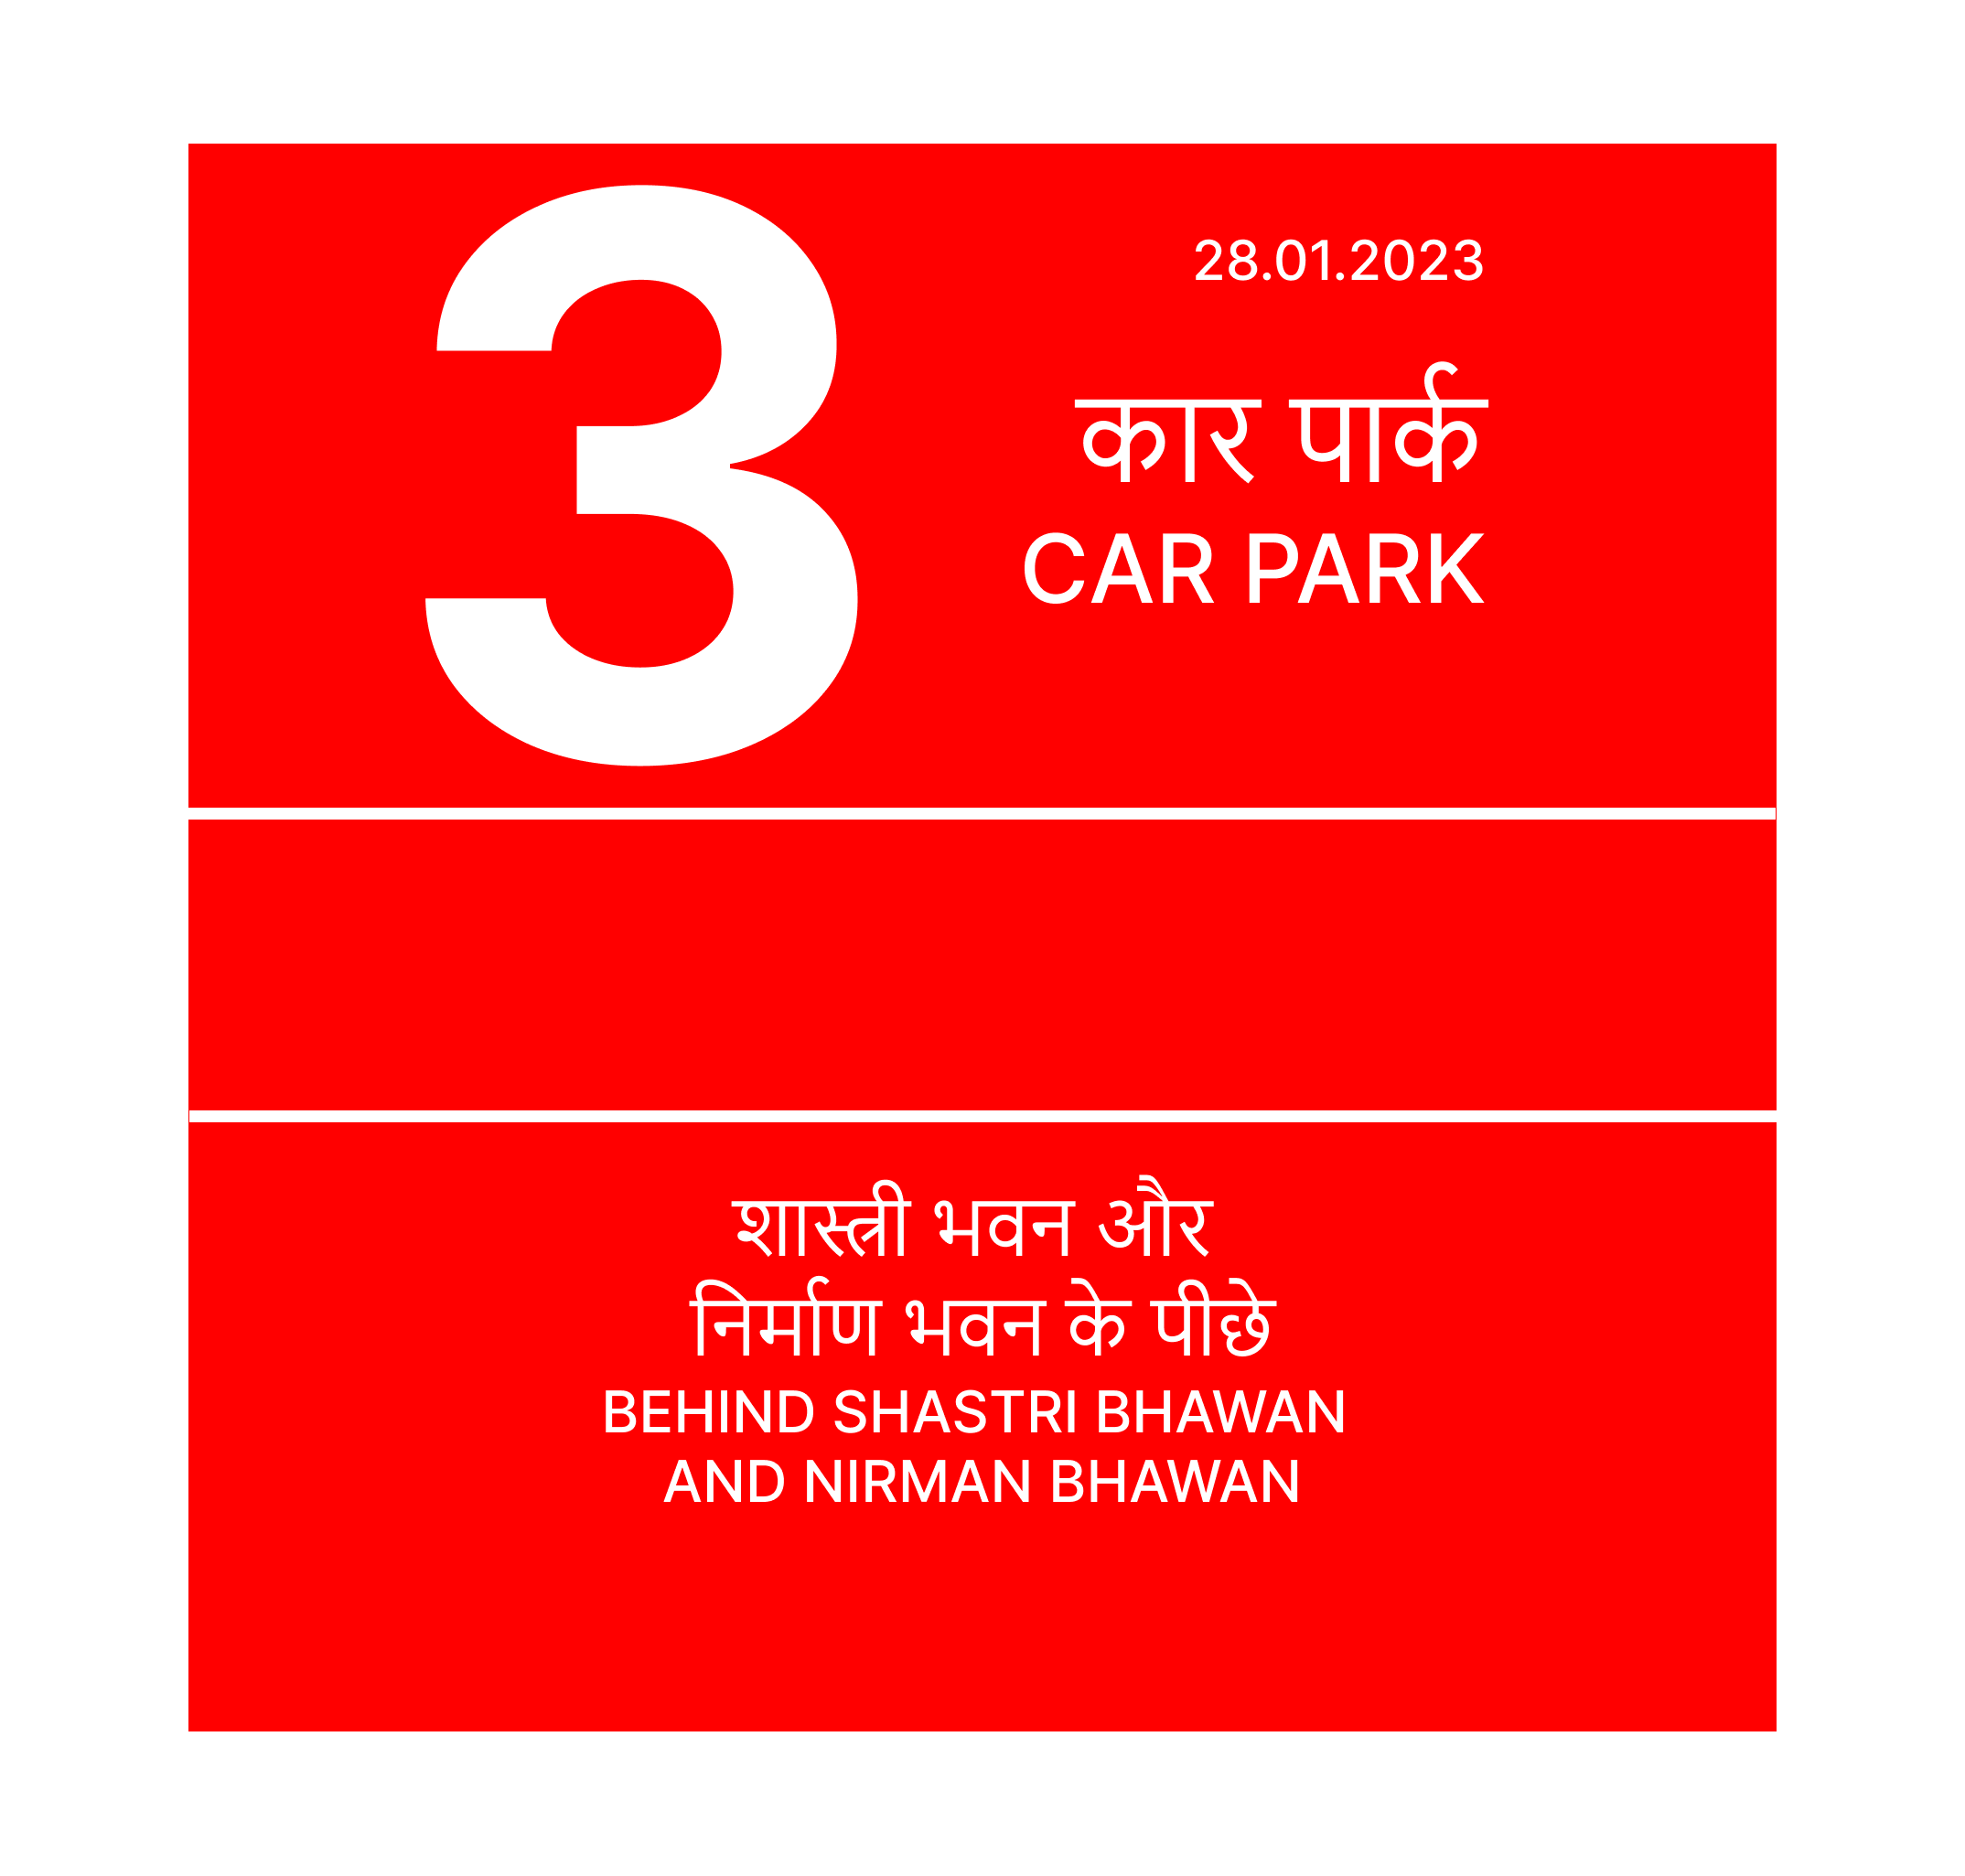 3
28.01.2023
कार पार्क
CAR PARK
शास्त्री भवन और
निर्माण भवन के पीछे
BEHIND SHASTRI BHAWAN
AND NIRMAN BHAWAN